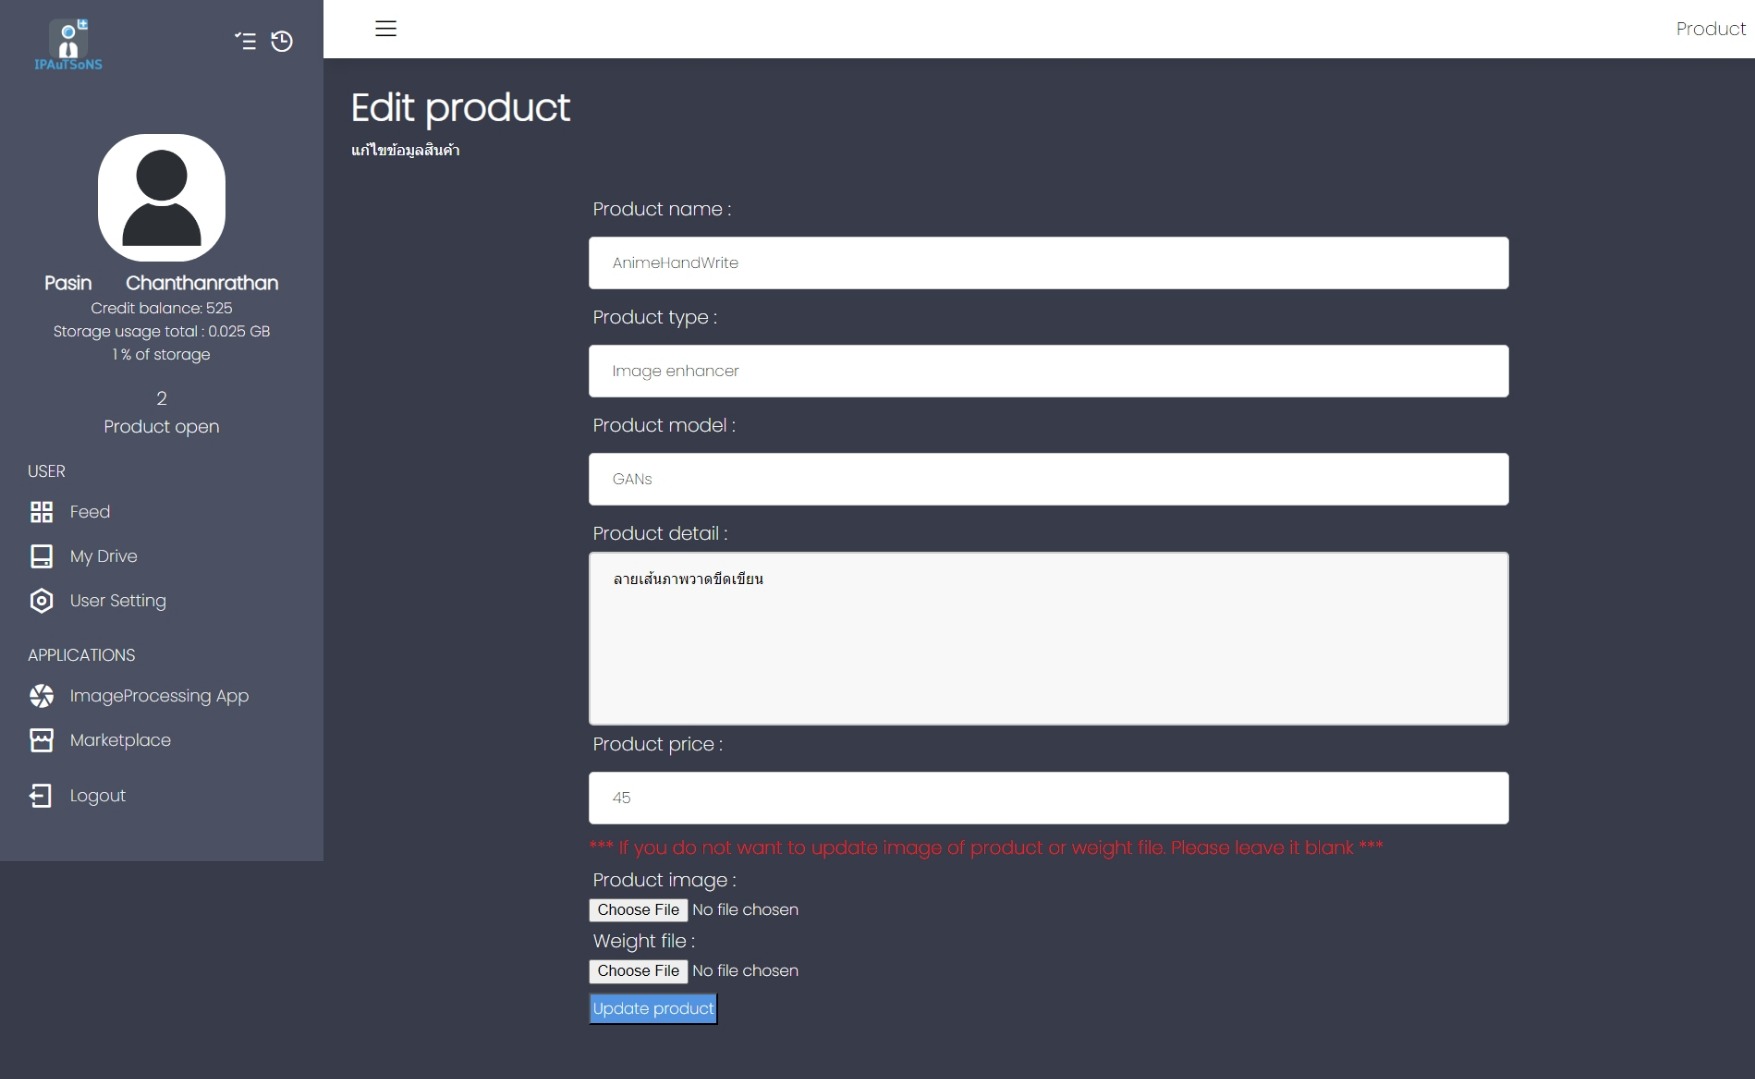 IPAuTSoNS
Pasin Chanthanrathan
Credit balance: 525
Storage usage total : 0.025 GB
1 % of storage
2
Product open
USER
Feed
My Drive
User Setting
APPLICATIONS
ImageProcessing App
Marketplace
Logout
Product
Edit product
แก้ไขข้อมูลสินค้า
Product name :
AnimeHandWrite
Product type :
Image enhancer
Product model :
GANs
Product detail :
ลายเส้นภาพวาดขีดเขียน
Product price :
45
*** If you do not want to update image of product or weight file. Please leave it blank ***
Product image :
Choose File No file chosen
Weight file :
Choose File No file chosen
Update product